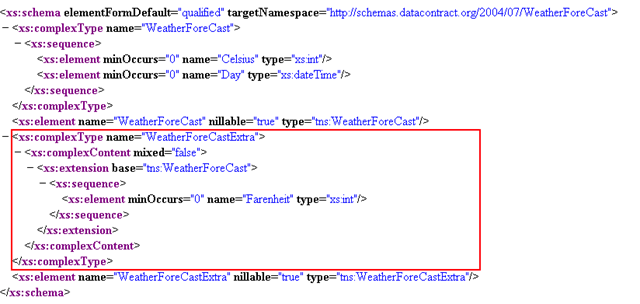 <xs:schema elementFormDefault="qualified" targetNamespace="http://schemas.datacontract.org/2004/07/WeatherForeCast">
− <xs:complexType name="WeatherForeCast">
− <xs:sequence>
<xs:element minOccurs="0" name="Celsius" type="xs:int"/>
<xs:element minOccurs="0" name="Day" type="xs:dateTime"/>
</xs:sequence>
</xs:complexType>
<xs:element name="WeatherForeCast" nillable="true" type="tns:WeatherForeCast"/>
− <xs:complexType name="WeatherForeCastExtra">
− <xs:complexContent mixed="false">
− <xs:extension base="tns:WeatherForeCast">
− <xs:sequence>
<xs:element minOccurs="0" name="Farenheit" type="xs:int"/>
</xs:sequence>
</xs:extension>
</xs:complexContent>
</xs:complexType>
<xs:element name="WeatherForeCastExtra" nillable="true" type="tns:WeatherForeCastExtra"/>
</xs:schema>